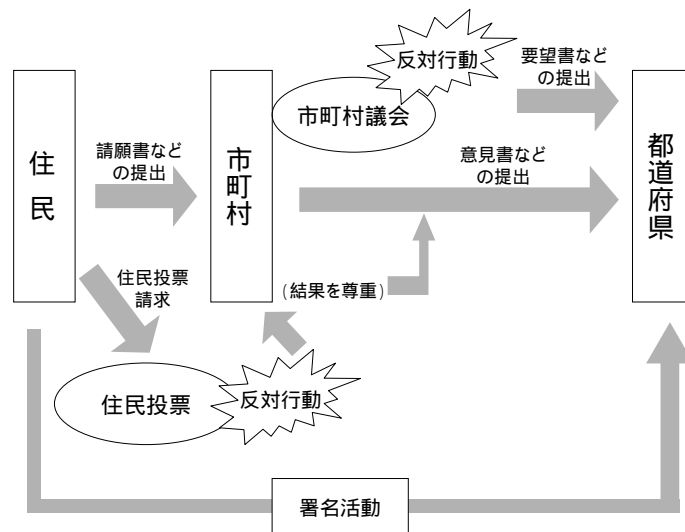 反対行動
要望書など
の提出
市町村議会
住民
請願書など
の提出
市町村
意見書など
の提出
都道府県
住民投票
請求
(結果を尊重)
住民投票
反対行動
署名活動